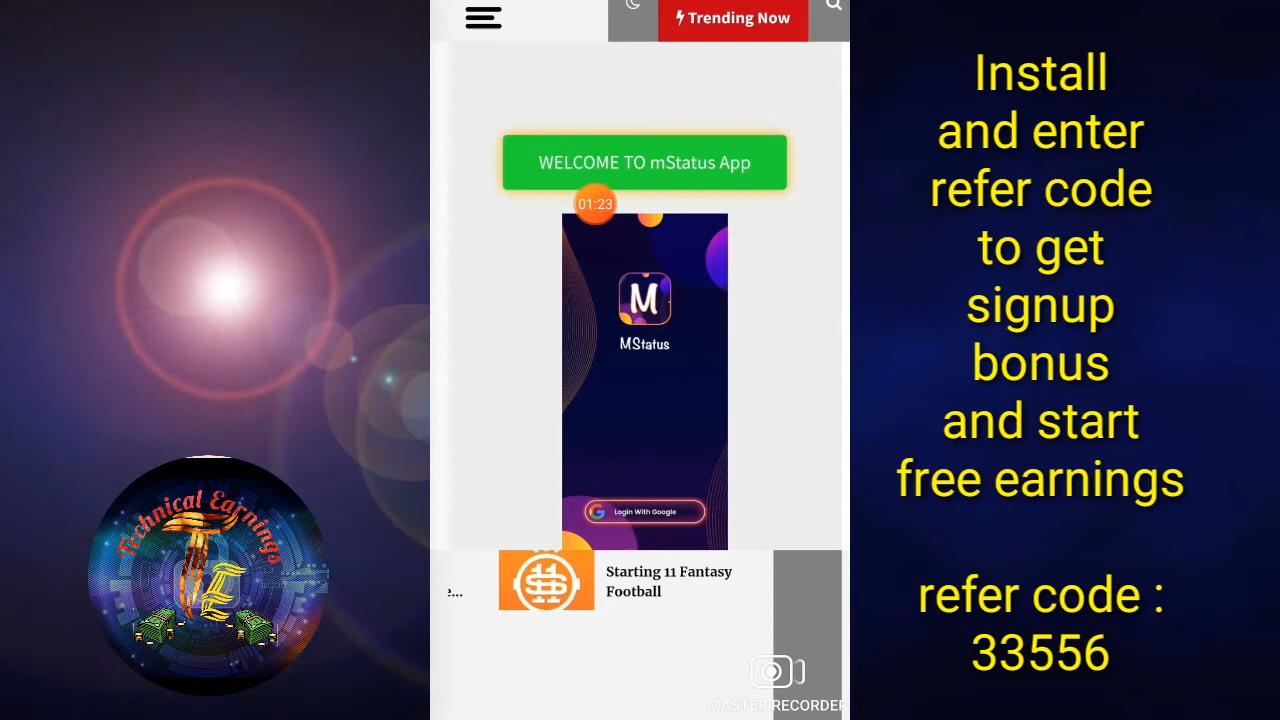 Trending Now
WELCOME TO mStatus App
01:23
M
MStatus
Login With Google
e...
Starting 11 Fantasy
Football
MASTER RECORDER
Technical Earnings
Install
and enter
refer code
to get
signup
bonus
and start
free earnings
refer code :
33556